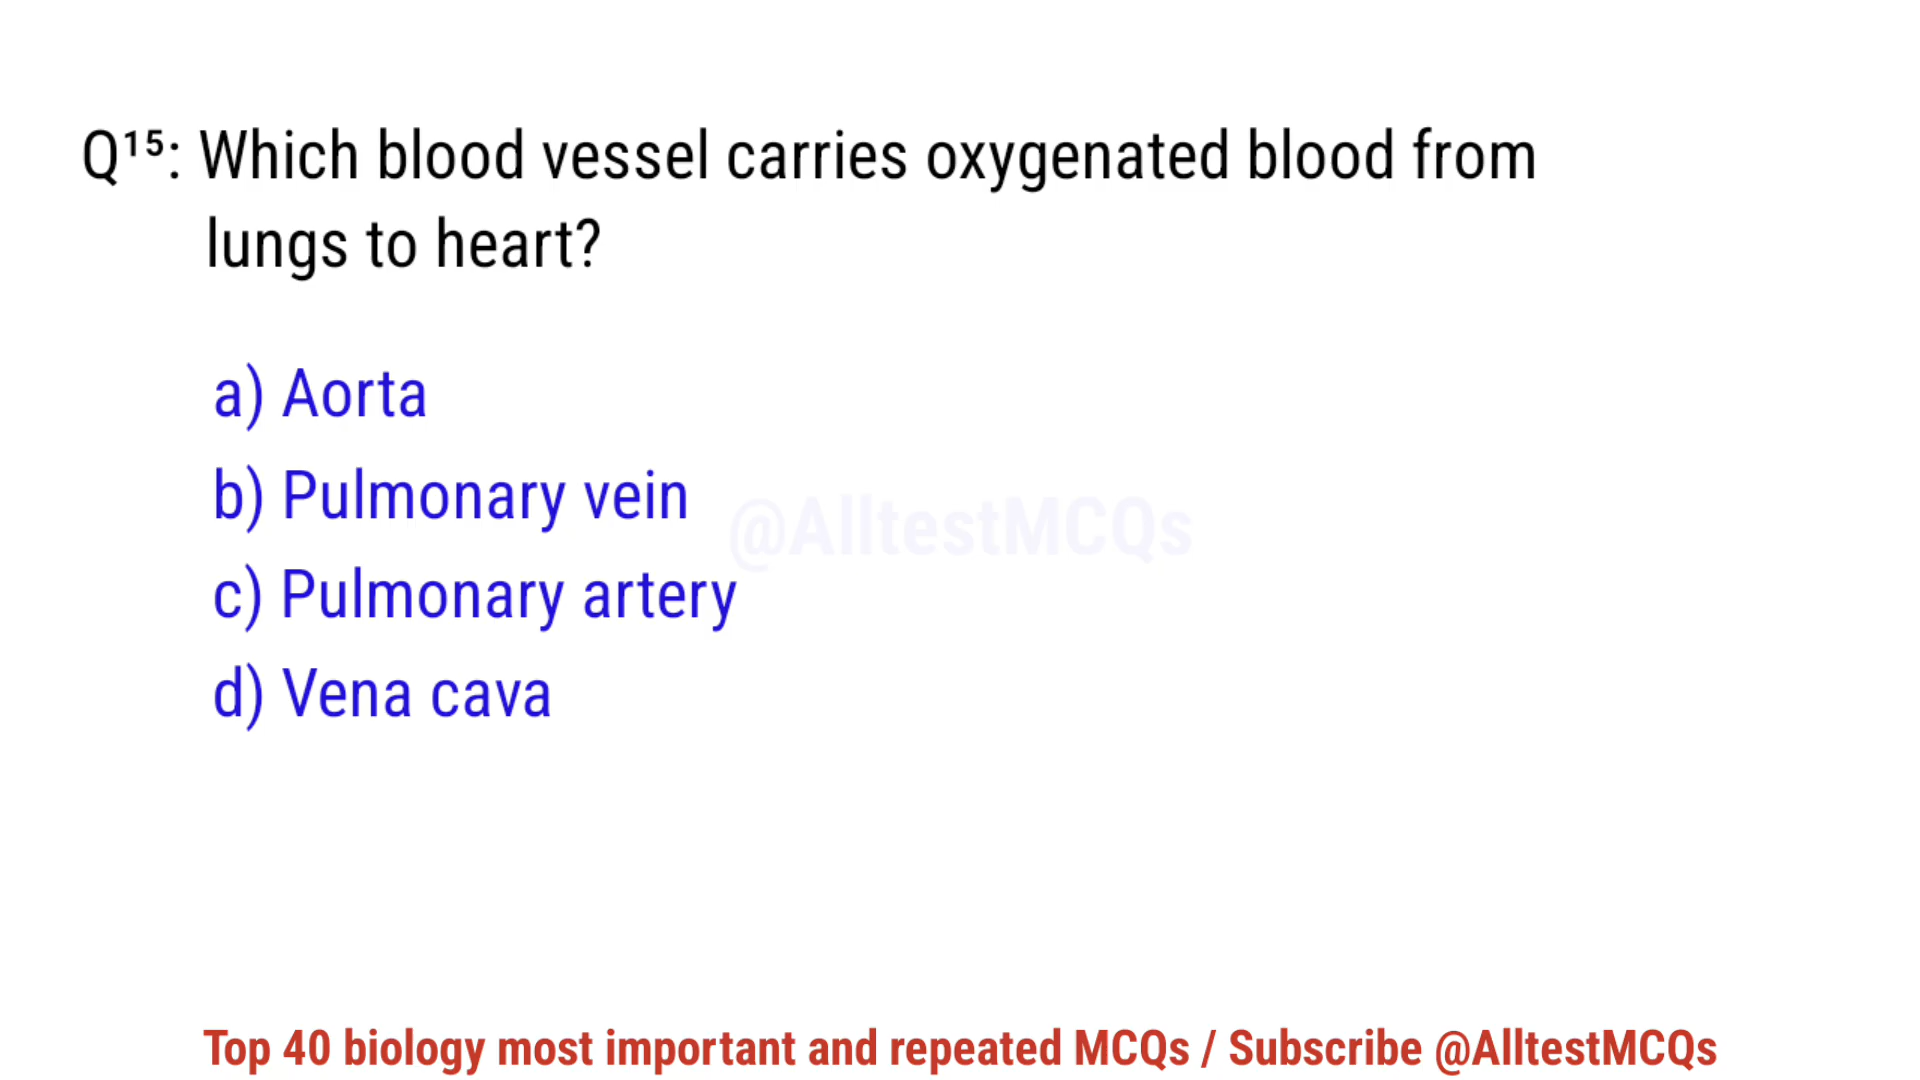 Q¹⁵: Which blood vessel carries oxygenated blood from
lungs to heart?
a) Aorta
b) Pulmonary vein
@AlltestMCQs
c) Pulmonary artery
d) Vena cava
Top 40 biology most important and repeated MCQs / Subscribe @AlltestMCQs